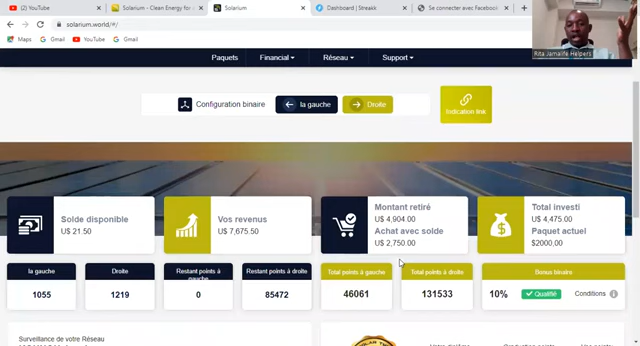 YouTube
Solarium - Clean Energy for
Solarium
Dashboard | Streakk
Se connecter avec Facebook
solarium.world/#/
Maps
Gmail
YouTube
Gmail
Rita Jamalife Helpers
Paquets
Financial
Réseau
Support
Configuration binaire
la gauche
Droite
Indication link
Solde disponible
U$ 21.50
Vos revenus
U$ 7,675.50
Montant retiré
U$ 4,904.00
Achat avec solde
U$ 2,750.00
Total investi
U$ 4,475.00
Paquet actuel
$2000,00
la gauche
1055
Droite
1219
Restant points à
gauche
0
Restant points à droite
85472
Total points à gauche
46061
Total points à droite
131533
Bonus binaire
10%
Qualifié
Conditions
Surveillance de votre Réseau